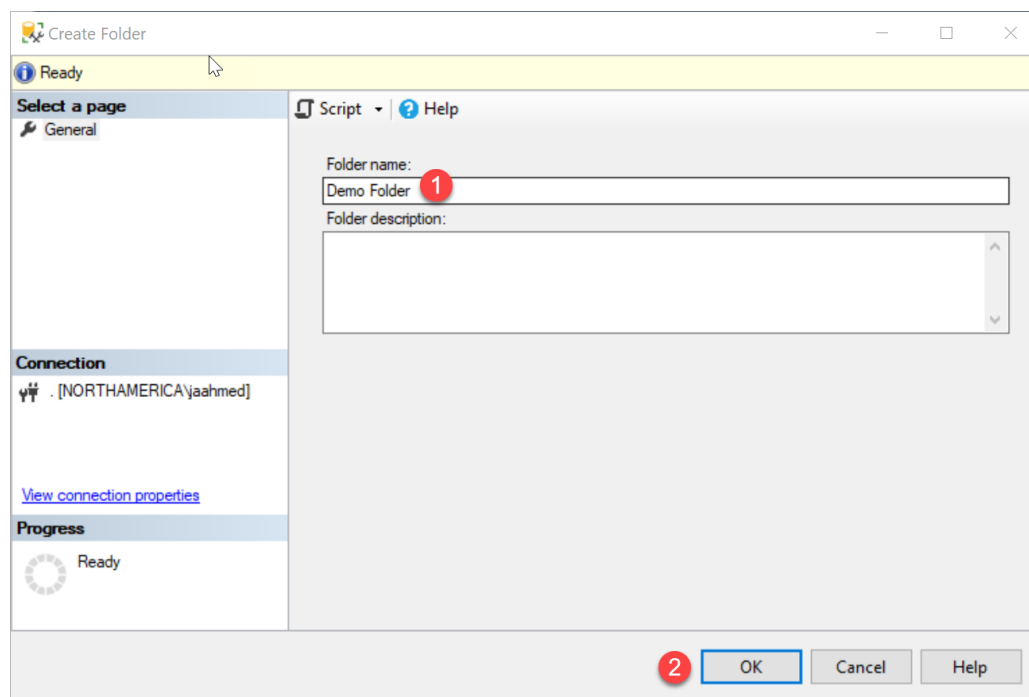 Create Folder
Ready
Select a page
General
Script
Help
Folder name:
Demo Folder
1
Folder description:
Connection
. [NORTHAMERICA\jaahmed]
View connection properties
Progress
Ready
2
OK
Cancel
Help